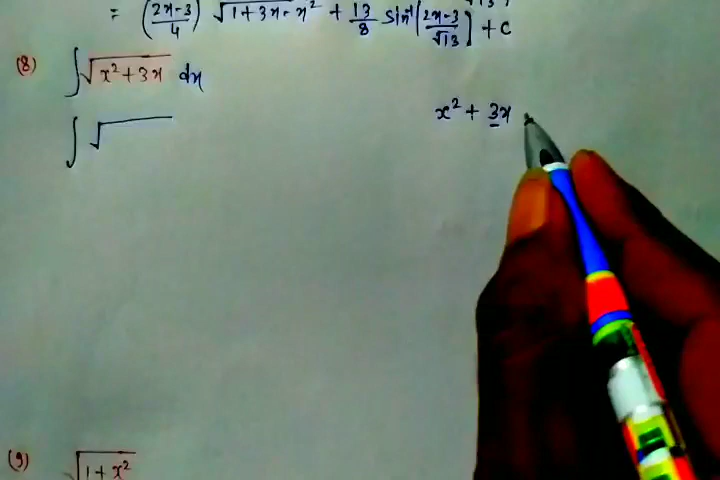 = (2x-3/4) √1+3x-x² + 13/8 sin⁻¹[2x-3/√13] + C
(8) ∫√x²+3x dx
x² + 3x
∫√
(9) √1+x²